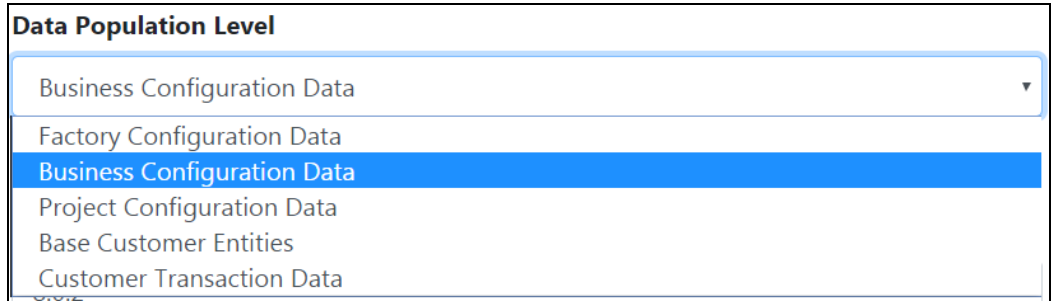 Data Population Level
Business Configuration Data
Factory Configuration Data
Business Configuration Data
Project Configuration Data
Base Customer Entities
Customer Transaction Data